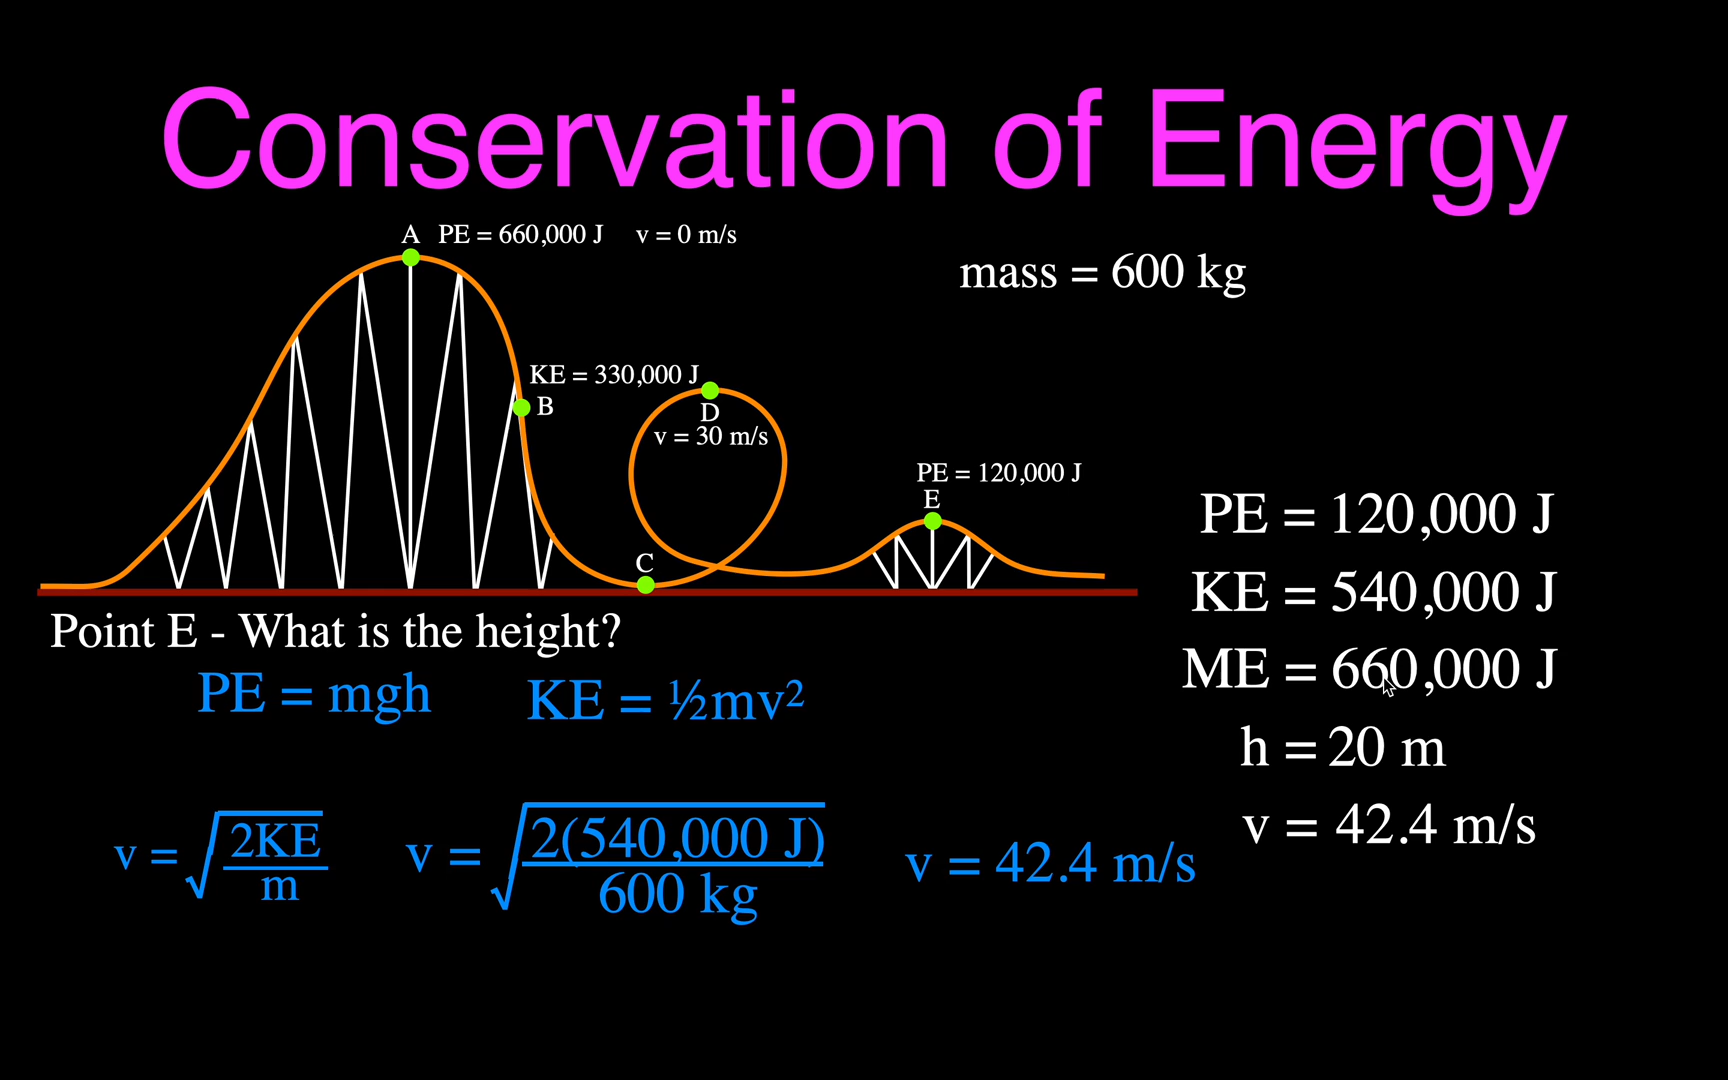 Conservation of Energy
A PE = 660,000 J v = 0 m/s
mass = 600 kg
KE = 330,000 J
B
D
v = 30 m/s
PE = 120,000 J
E
C
PE = 120,000 J
KE = 540,000 J
ME = 660,000 J
h = 20 m
v = 42.4 m/s
Point E - What is the height?
PE = mgh KE = ½mv²
v = √2KE/m v = √2(540,000 J)/600 kg v = 42.4 m/s